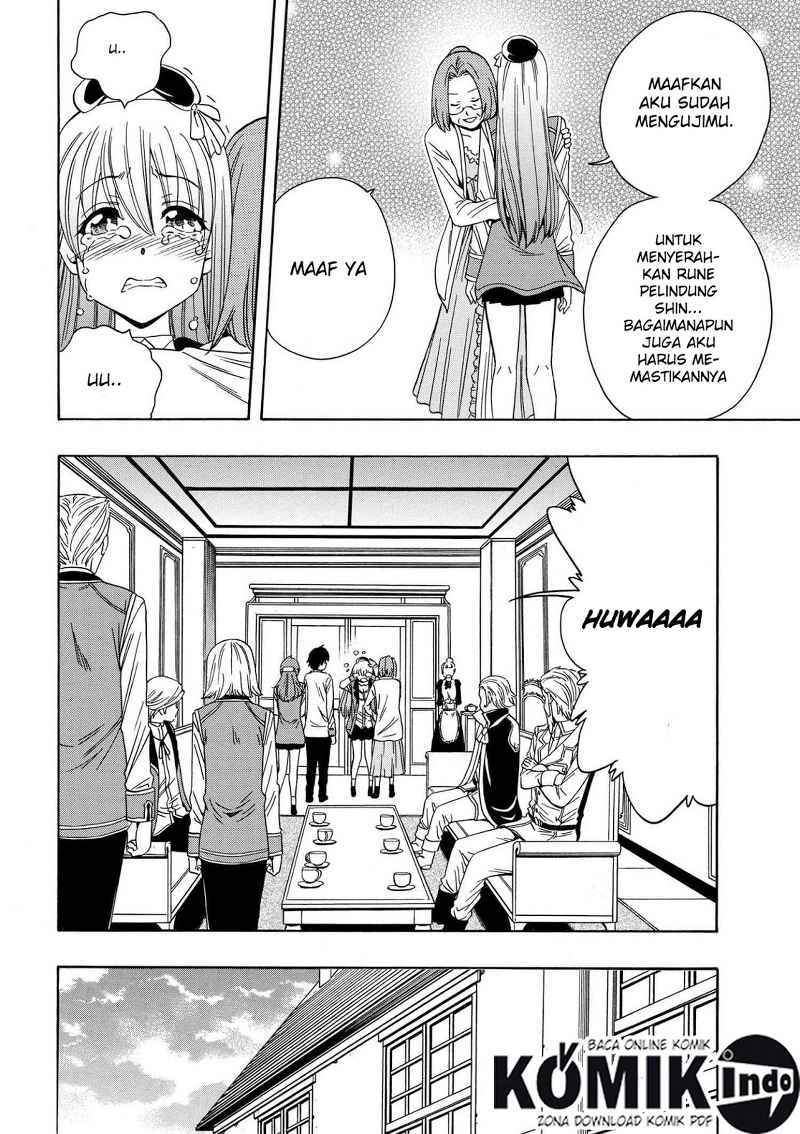 MAAFKAN
AKU SUDAH
MENGUJIMU.
UNTUK
MENYERAH-
KAN RUNE
PELINDUNG
SHIN...
BAGAIMANAPUN
JUGA AKU
HARUS ME-
MASTIKANNYA
MAAF YA
U..
UU..
HUWAAAA
BACA ONLINE KOMIK
KOMIK Indo
ZONA DOWNLOAD KOMIK PDF